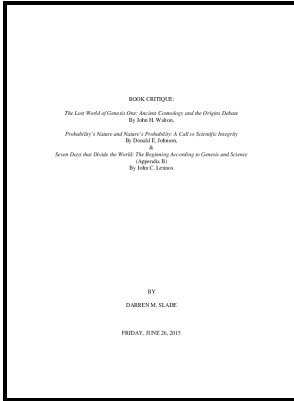 BOOK CRITIQUE:
The Lost World of Genesis One: Ancient Cosmology and the Origins Debate
By John H. Walton,
Probability's Nature and Nature's Probability: A Call to Scientific Integrity
By Donald E. Johnson,
&
Seven Days that Divide the World: The Beginning According to Genesis and Science
(Appendix B)
By John C. Lennox
BY
DARREN M. SLADE
FRIDAY, JUNE 26, 2015